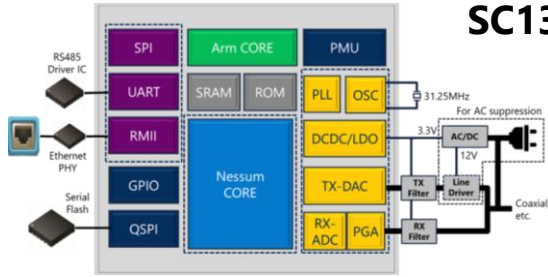 SC13
SPI
Arm CORE
PMU
RS485
Driver IC
UART
SRAM
ROM
PLL
OSC
31.25MHz
For AC suppression
RMII
Ethernet
PHY
Nessum
CORE
DCDC/LDO
3.3V
AC/DC
12V
GPIO
TX-DAC
TX
Filter
Line
Driver
Serial
Flash
QSPI
RX-
ADC
PGA
RX
Filter
Coaxial,
etc.